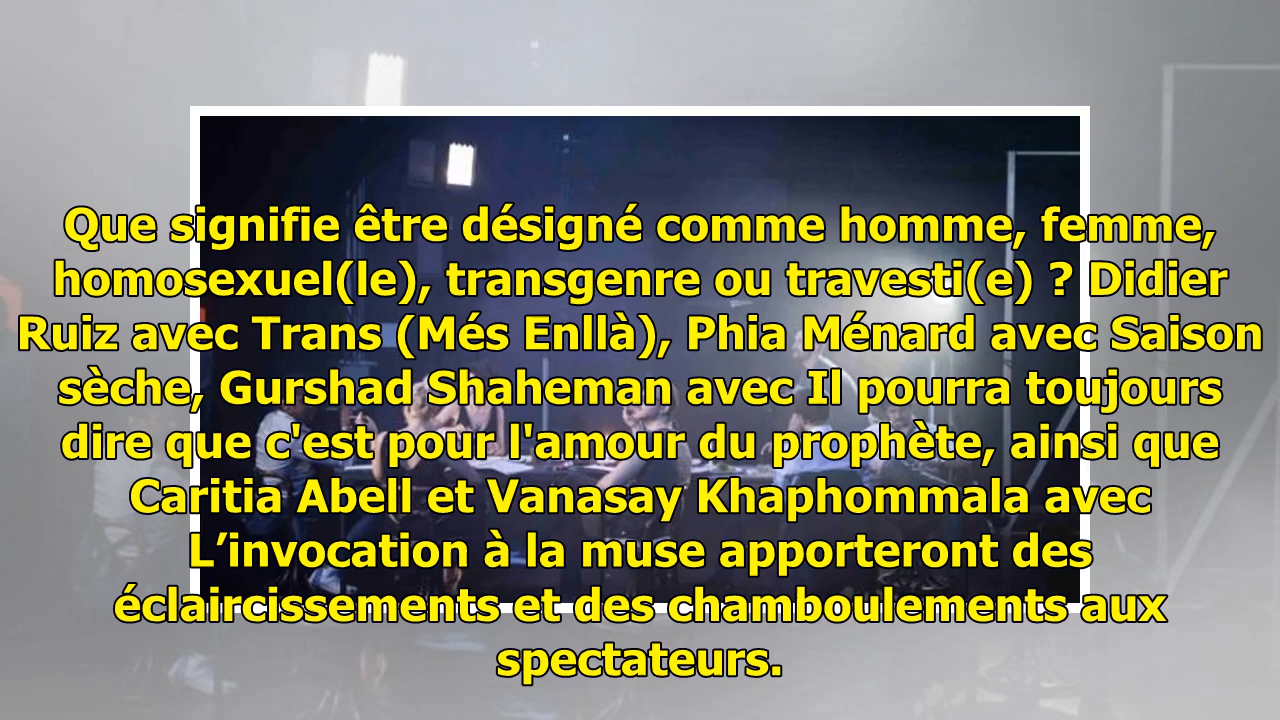 Que signifie être désigné comme homme, femme,
homosexuel(le), transgenre ou travesti(e) ? Didier
Ruiz avec Trans (Més Enllà), Phia Ménard avec Saison
sèche, Gurshad Shaheman avec Il pourra toujours
dire que c'est pour l'amour du prophète, ainsi que
Caritia Abell et Vanasay Khaphommala avec
L’invocation à la muse apporteront des
éclaircissements et des chamboulements aux
spectateurs.